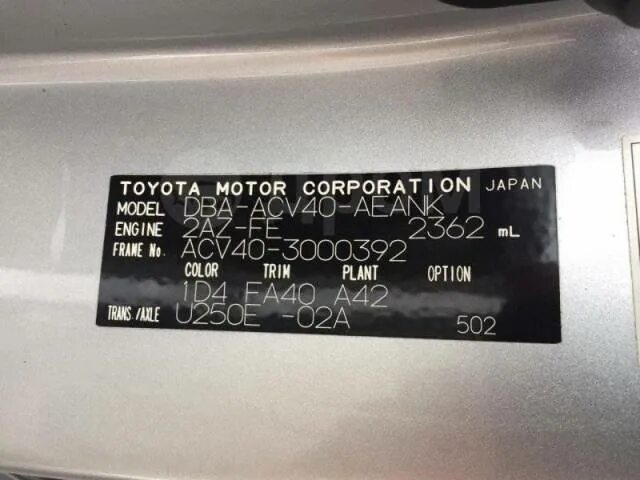 TOYOTA MOTOR CORPORATION JAPAN
MODEL DBA-ACV40-AEANK
ENGINE 2AZ-FE 2362 mL
FRAME No. ACV40-3000392
COLOR TRIM PLANT OPTION
1D4 FA40 A42
TRANS./AXLE U250E -02A 502